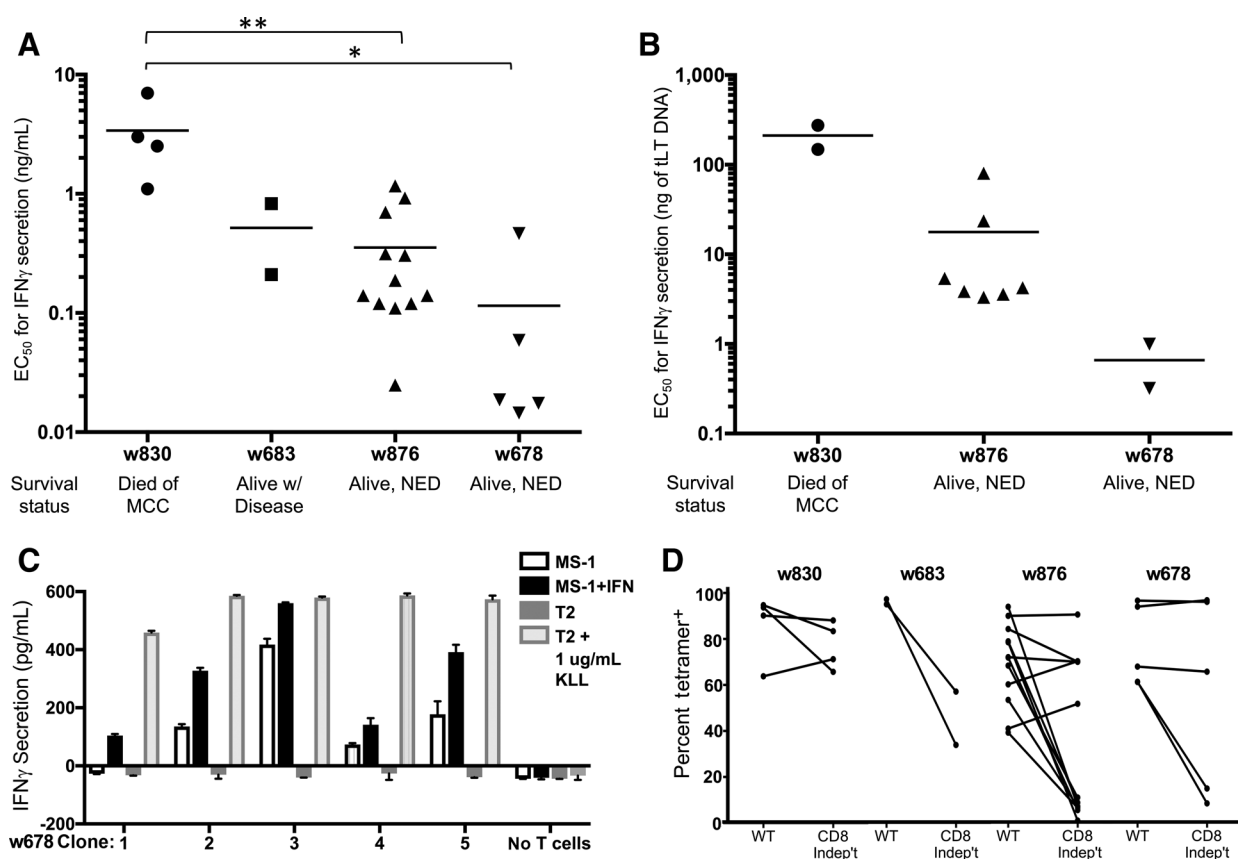 A
**
*
EC50 for IFNγ secretion (ng/mL)
10
1
0.1
0.01
w830 w683 w876 w678
Survival status
Died of MCC
Alive w/ Disease
Alive, NED
Alive, NED
B
EC50 for IFNγ secretion (ng of tLT DNA)
1,000
100
10
1
0.1
w830 w876 w678
Survival status
Died of MCC
Alive, NED
Alive, NED
C
IFNγ Secretion (pg/mL)
600
400
200
0
-200
MS-1
MS-1+IFN
T2
T2 +
1 ug/mL
KLL
w678 Clone: 1 2 3 4 5 No T cells
D
w830 w683 w876 w678
Percent tetramer+
100
80
60
40
20
0
WT CD8 Indep't WT CD8 Indep't WT CD8 Indep't WT CD8 Indep't